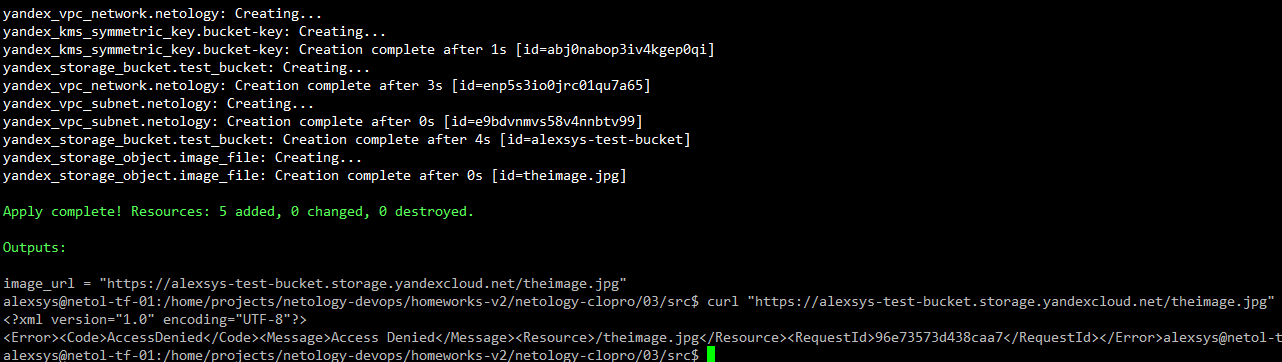 yandex_vpc_network.netology: Creating...
yandex_kms_symmetric_key.bucket-key: Creating...
yandex_kms_symmetric_key.bucket-key: Creation complete after 1s [id=abj0nabop3iv4kgep0qi]
yandex_storage_bucket.test_bucket: Creating...
yandex_vpc_network.netology: Creation complete after 3s [id=enp5s3io0jrc01qu7a65]
yandex_vpc_subnet.netology: Creating...
yandex_vpc_subnet.netology: Creation complete after 0s [id=e9bdvnmvs58v4nnbtv99]
yandex_storage_bucket.test_bucket: Creation complete after 4s [id=alexsys-test-bucket]
yandex_storage_object.image_file: Creating...
yandex_storage_object.image_file: Creation complete after 0s [id=theimage.jpg]
Apply complete! Resources: 5 added, 0 changed, 0 destroyed.
Outputs:
image_url = "https://alexsys-test-bucket.storage.yandexcloud.net/theimage.jpg"
alexsys@netol-tf-01:/home/projects/netology-devops/homeworks-v2/netology-clopro/03/src$ curl "https://alexsys-test-bucket.storage.yandexcloud.net/theimage.jpg"
<?xml version="1.0" encoding="UTF-8"?>
<Error><Code>AccessDenied</Code><Message>Access Denied</Message><Resource>/theimage.jpg</Resource><RequestId>96e73573d438caa7</RequestId></Error>alexsys@netol-t
alexsys@netol-tf-01:/home/projects/netology-devops/homeworks-v2/netology-clopro/03/src$